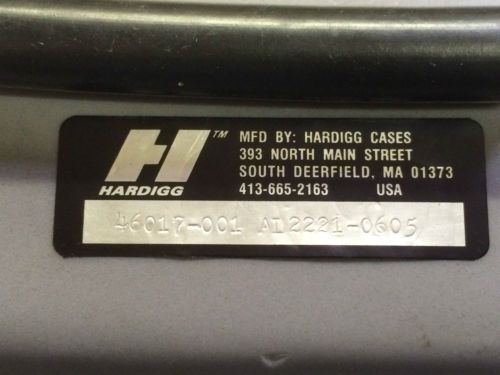 H™
HARDIGG
MFD BY: HARDIGG CASES
393 NORTH MAIN STREET
SOUTH DEERFIELD, MA 01373
413-665-2163 USA
46017-001 AL2221-0605